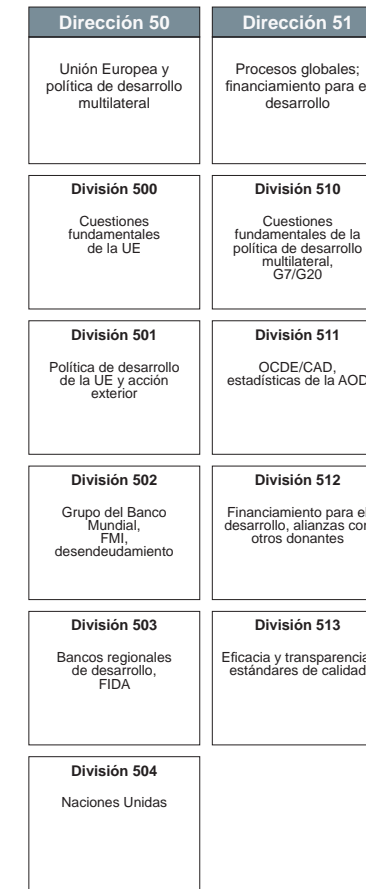 Dirección 50
Unión Europea y
política de desarrollo
multilateral
División 500
Cuestiones
fundamentales
de la UE
División 501
Política de desarrollo
de la UE y acción
exterior
División 502
Grupo del Banco
Mundial,
FMI,
desendeudamiento
División 503
Bancos regionales
de desarrollo,
FIDA
División 504
Naciones Unidas
Dirección 51
Procesos globales;
financiamiento para el
desarrollo
División 510
Cuestiones
fundamentales de la
política de desarrollo
multilateral,
G7/G20
División 511
OCDE/CAD,
estadísticas de la AOD
División 512
Financiamiento para el
desarrollo, alianzas con
otros donantes
División 513
Eficacia y transparencia,
estándares de calidad